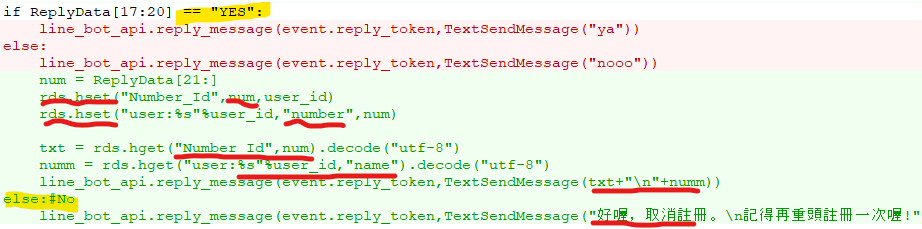 if ReplyData[17:20] == "YES":
    line_bot_api.reply_message(event.reply_token,TextSendMessage("ya"))
else:
    line_bot_api.reply_message(event.reply_token,TextSendMessage("nooo"))
    num = ReplyData[21:]
    rds.hset("Number_Id",num,user_id)
    rds.hset("user:%s"%user_id,"number",num)
    txt = rds.hget("Number_Id",num).decode("utf-8")
    numm = rds.hget("user:%s"%user_id,"name").decode("utf-8")
    line_bot_api.reply_message(event.reply_token,TextSendMessage(txt+"\n"+numm))
else:#No
    line_bot_api.reply_message(event.reply_token,TextSendMessage("好喔，取消註冊。\n記得再重頭註冊一次喔!"